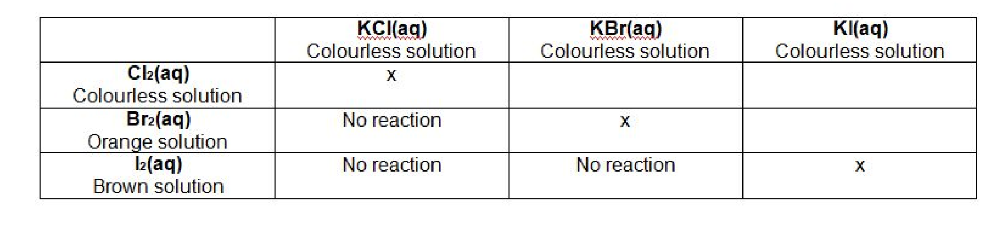 KCl(aq) KBr(aq) KI(aq)
Colourless solution Colourless solution Colourless solution
Cl2(aq) x
Colourless solution
Br2(aq) No reaction x
Orange solution
I2(aq) No reaction No reaction x
Brown solution